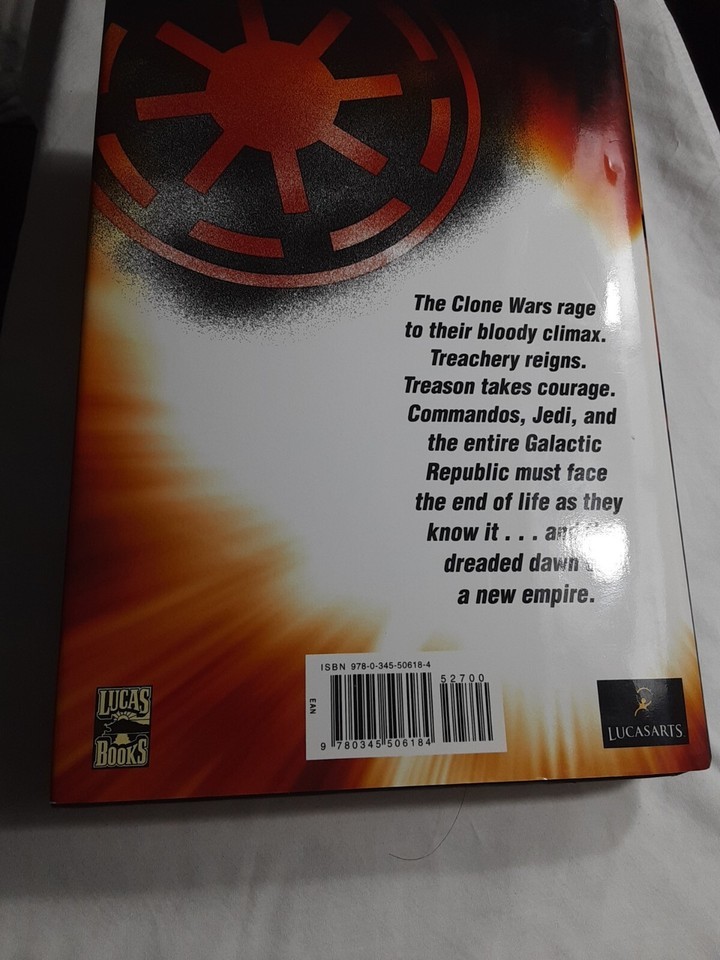 The Clone Wars rage
to their bloody climax.
Treachery reigns.
Treason takes courage.
Commandos, Jedi, and
the entire Galactic
Republic must face
the end of life as they
know it . . . and
dreaded dawn
a new empire.
ISBN 978-0-345-50618-4
52700
EAN
9 780345 506184
LUCAS
BOOKS
LUCASARTS